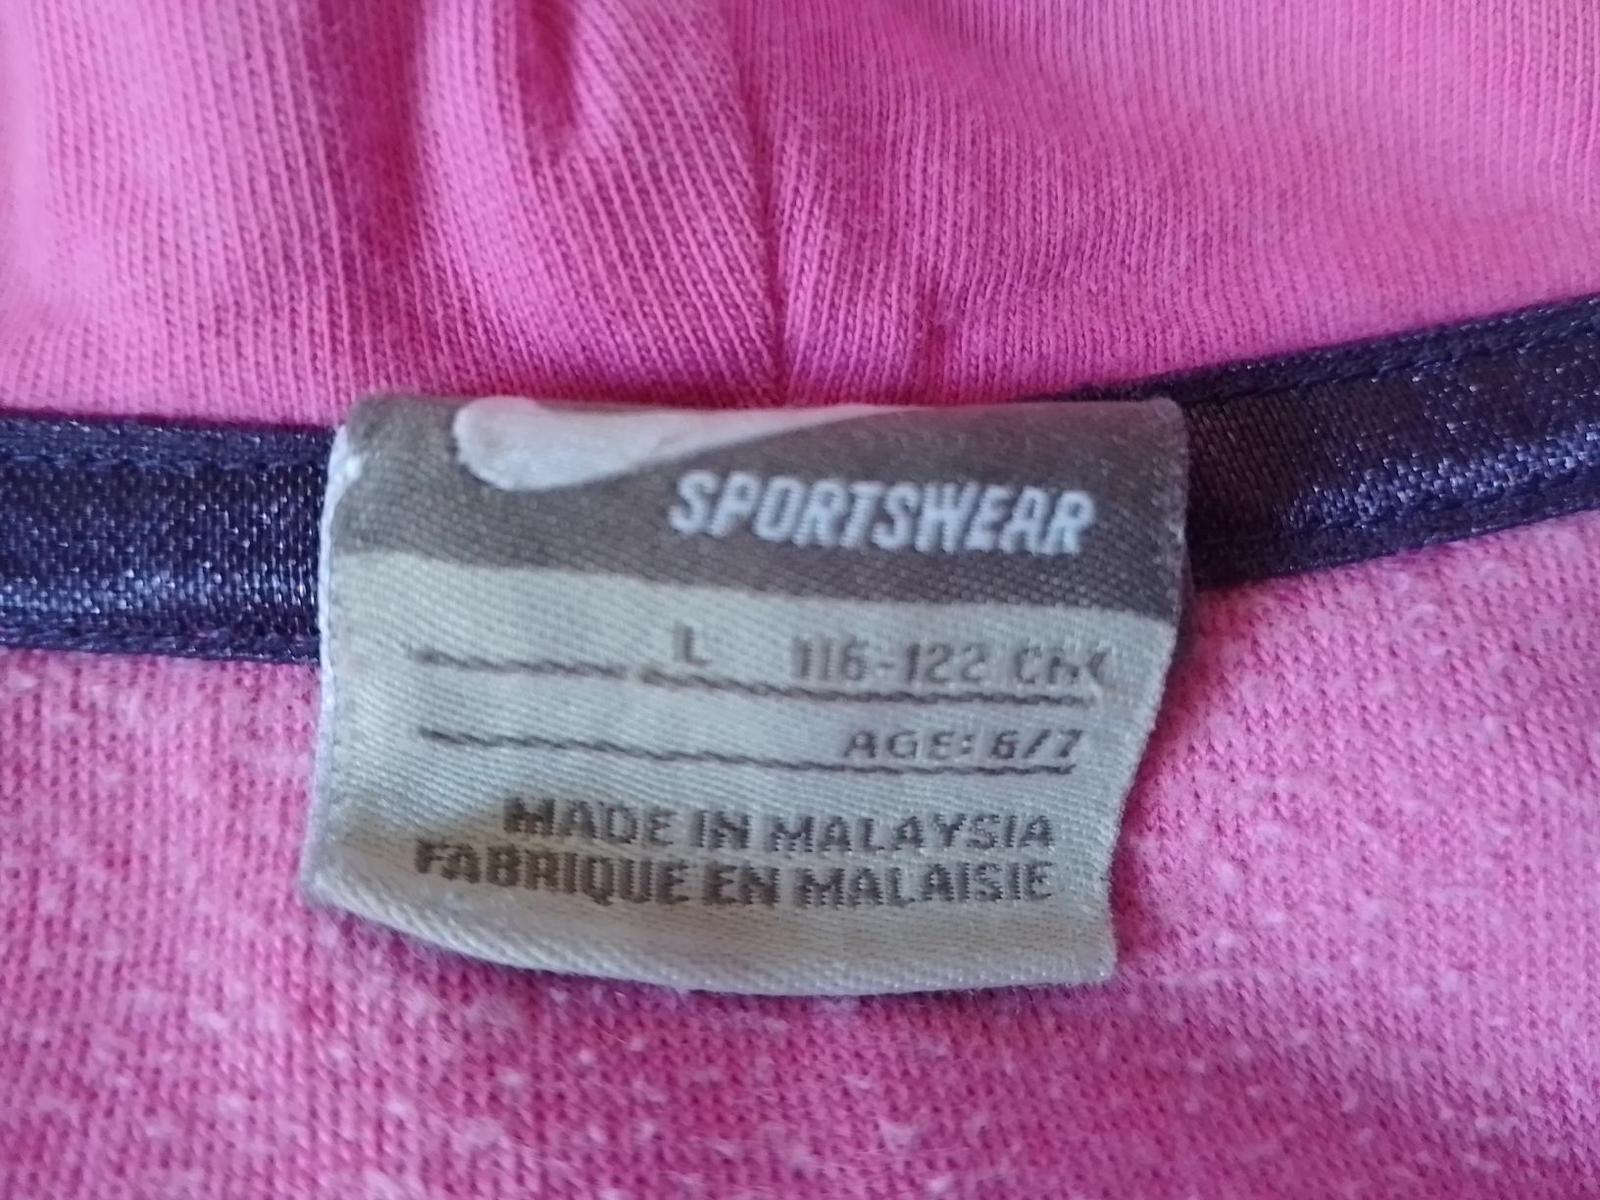 SPORTSWEAR
L 116-122 CM
AGE: 6/7
MADE IN MALAYSIA
FABRIQUE EN MALAISIE